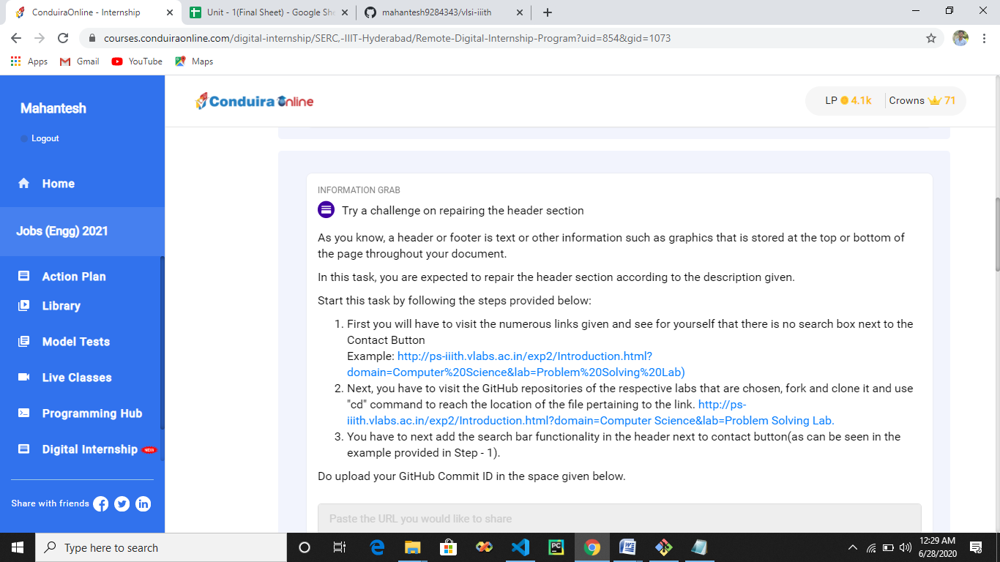 ConduiraOnline - Internship
Unit - 1(Final Sheet) - Google She
mahantesh9284343/vlsi-iiith
courses.conduiraonline.com/digital-internship/SERC,-IIIT-Hyderabad/Remote-Digital-Internship-Program?uid=854&gid=1073
Apps
Gmail
YouTube
Maps
Mahantesh
Logout
Home
Jobs (Engg) 2021
Action Plan
Library
Model Tests
Live Classes
Programming Hub
Digital Internship NEW
Share with friends
Conduira Online
LP 4.1k Crowns 71
INFORMATION GRAB
Try a challenge on repairing the header section
As you know, a header or footer is text or other information such as graphics that is stored at the top or bottom of
the page throughout your document.
In this task, you are expected to repair the header section according to the description given.
Start this task by following the steps provided below:
1. First you will have to visit the numerous links given and see for yourself that there is no search box next to the
Contact Button
Example: http://ps-iiith.vlabs.ac.in/exp2/Introduction.html?
domain=Computer%20Science&lab=Problem%20Solving%20Lab)
2. Next, you have to visit the GitHub repositories of the respective labs that are chosen, fork and clone it and use
"cd" command to reach the location of the file pertaining to the link. http://ps-
iiith.vlabs.ac.in/exp2/Introduction.html?domain=Computer Science&lab=Problem Solving Lab.
3. You have to next add the search bar functionality in the header next to contact button(as can be seen in the
example provided in Step - 1).
Do upload your GitHub Commit ID in the space given below.
Paste the URL you would like to share
Type here to search
PC
12:29 AM
6/28/2020